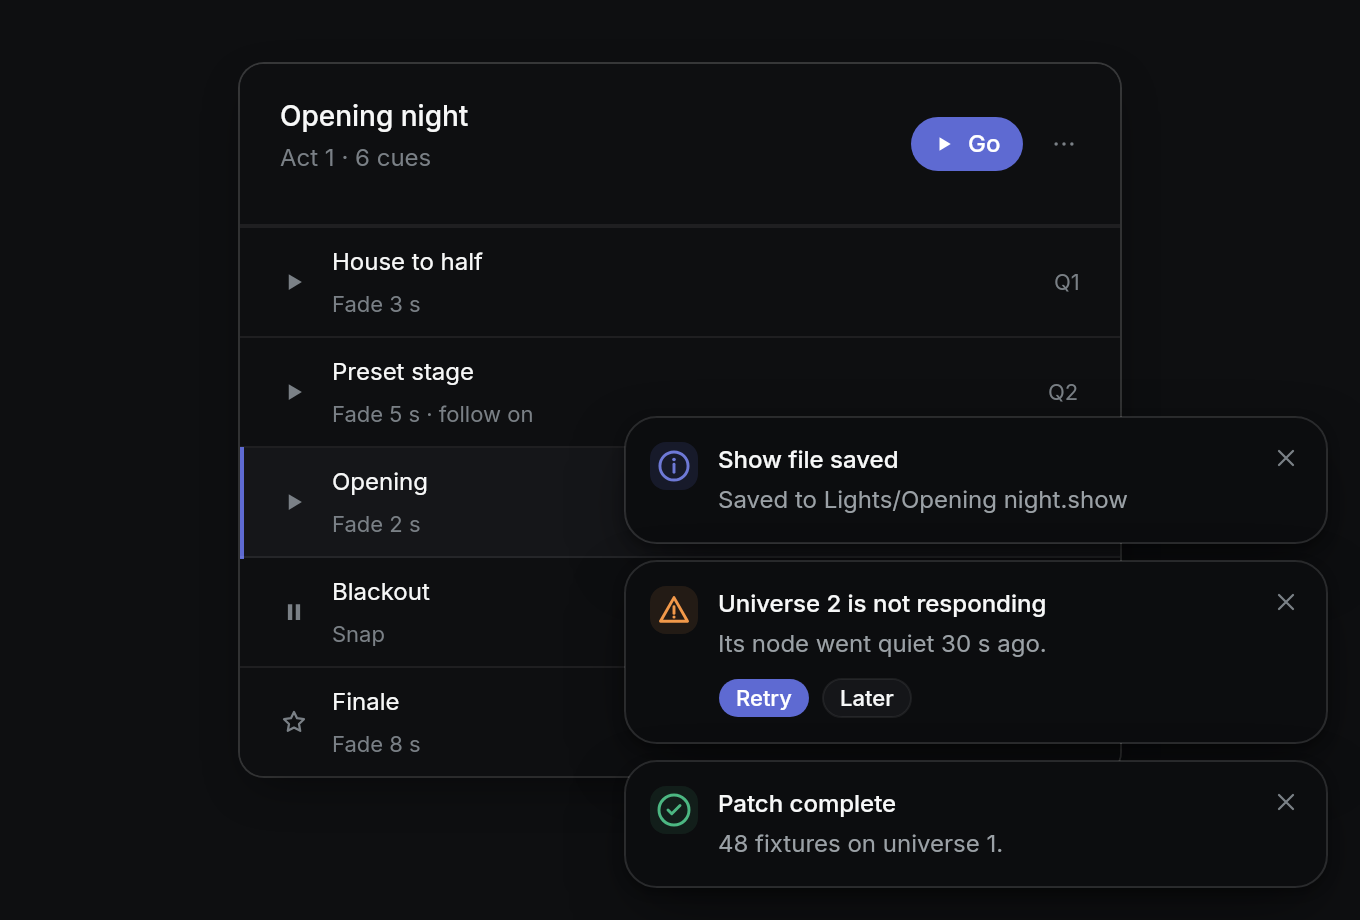 Opening night
Act 1 · 6 cues
Go
House to half
Fade 3 s
Q1
Preset stage
Fade 5 s · follow on
Q2
Opening
Fade 2 s
Blackout
Snap
Finale
Fade 8 s
Show file saved
Saved to Lights/Opening night.show
Universe 2 is not responding
Its node went quiet 30 s ago.
Retry
Later
Patch complete
48 fixtures on universe 1.